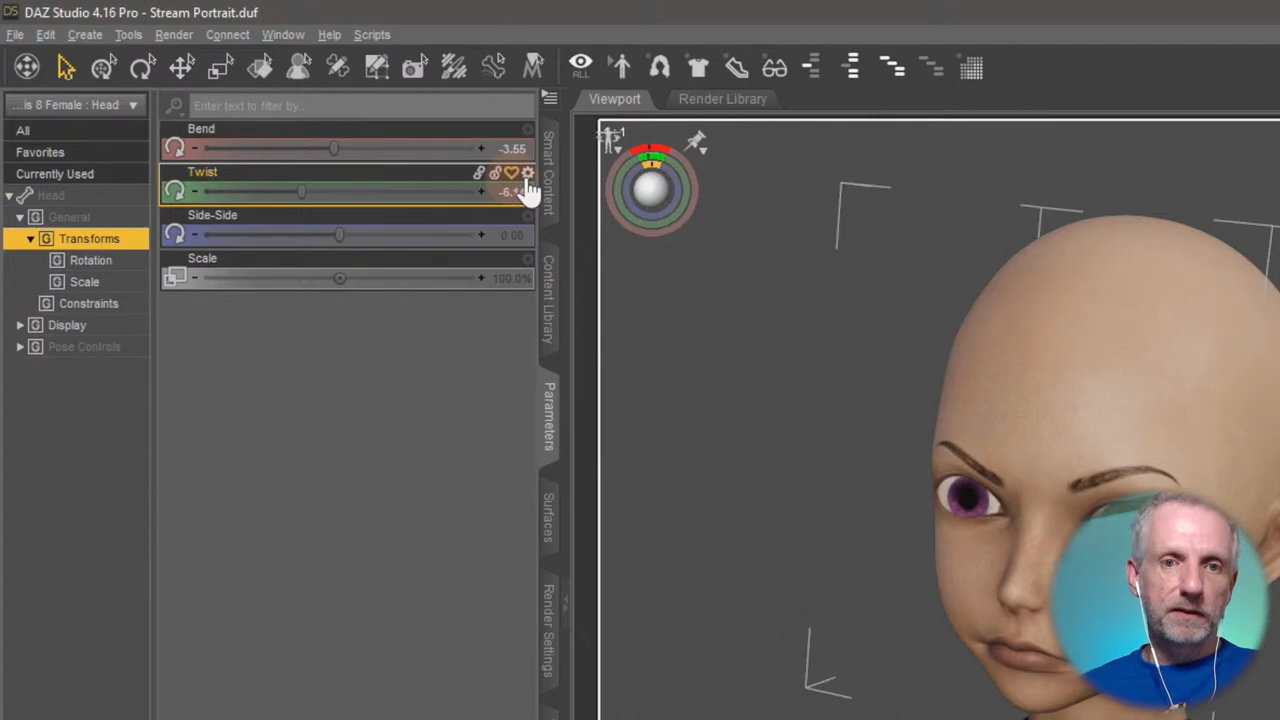 DS DAZ Studio 4.16 Pro - Stream Portrait.duf
File Edit Create Tools Render Connect Window Help Scripts
ALL
...is 8 Female : Head
Enter text to filter by...
Viewport
Render Library
All
Favorites
Currently Used
Head
G General
G Transforms
G Rotation
G Scale
G Constraints
G Display
G Pose Controls
Bend
- + -3.55
Twist
- +
Side-Side
- + 0.00
Scale
- + 100.0%
Smart Content
Content Library
Parameters
Surfaces
Render Settings